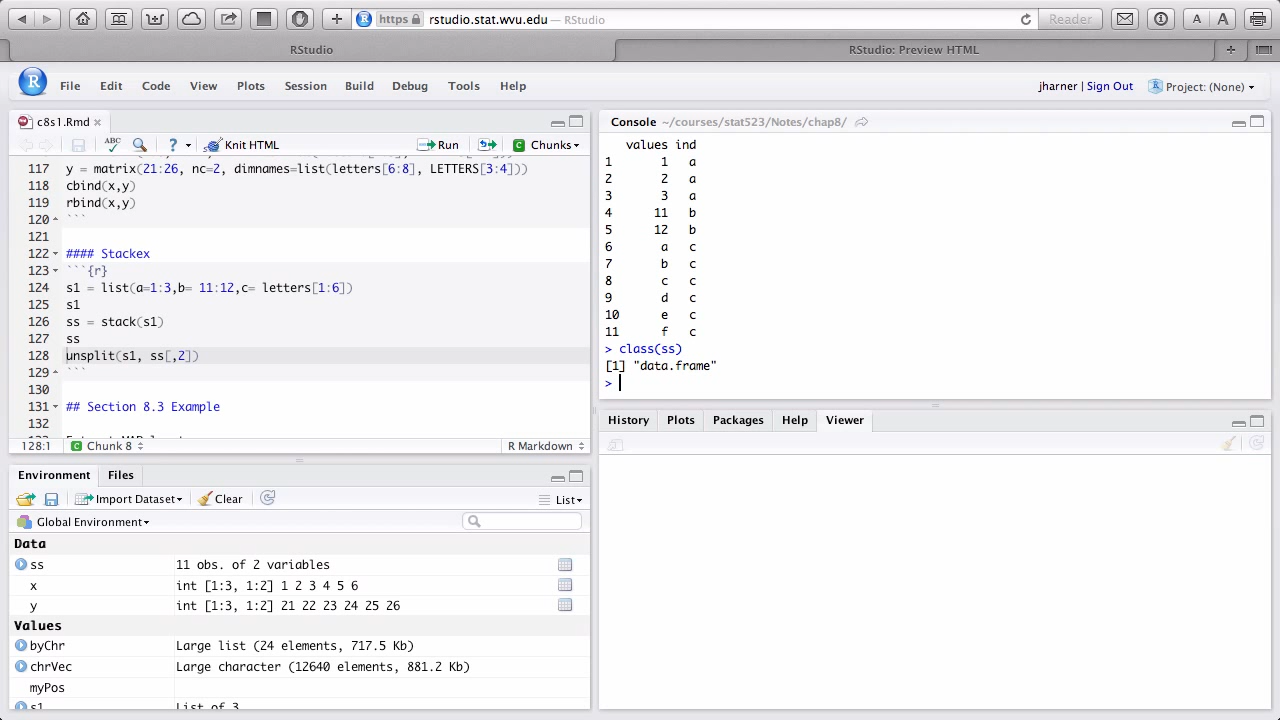 https rstudio.stat.wvu.edu — RStudio
Reader
A A
RStudio
RStudio: Preview HTML
R File Edit Code View Plots Session Build Debug Tools Help
jharner | Sign Out
Project: (None)
c8s1.Rmd
ABC ? Knit HTML Run Chunks
117 y = matrix(21:26, nc=2, dimnames=list(letters[6:8], LETTERS[3:4]))
118 cbind(x,y)
119 rbind(x,y)
120 ```
121
122 #### Stackex
123 ```{r}
124 s1 = list(a=1:3,b= 11:12,c= letters[1:6])
125 s1
126 ss = stack(s1)
127 ss
128 unsplit(s1, ss[,2])
129 ```
130
131 ## Section 8.3 Example
132
128:1 Chunk 8 R Markdown
Environment Files
Import Dataset Clear List
Global Environment
Data
ss 11 obs. of 2 variables
x int [1:3, 1:2] 1 2 3 4 5 6
y int [1:3, 1:2] 21 22 23 24 25 26
Values
byChr Large list (24 elements, 717.5 Kb)
chrVec Large character (12640 elements, 881.2 Kb)
myPos
s1 List of 3
Console ~/courses/stat523/Notes/chap8/
values ind
1 1 a
2 2 a
3 3 a
4 11 b
5 12 b
6 a c
7 b c
8 c c
9 d c
10 e c
11 f c
> class(ss)
[1] "data.frame"
>
History Plots Packages Help Viewer